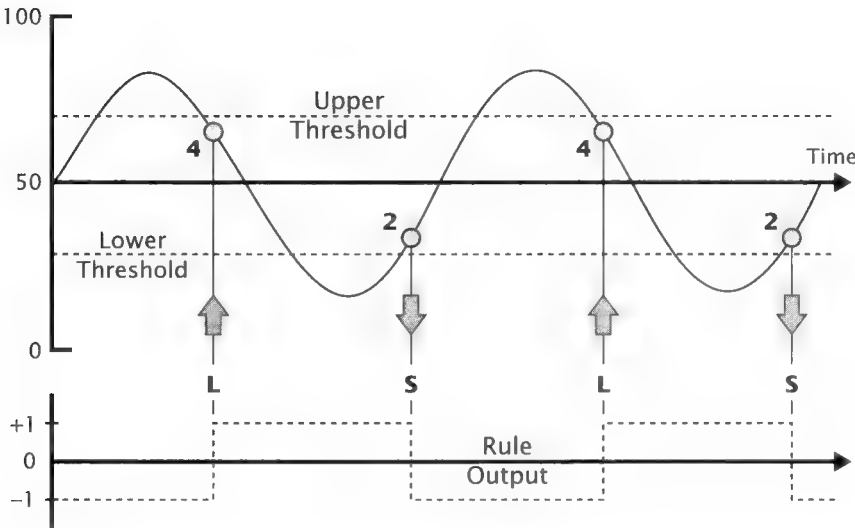 100
Upper
Threshold
4
4
Time
50
2
2
Lower
Threshold
0
L S L S
+1
Rule
0
Output
−1